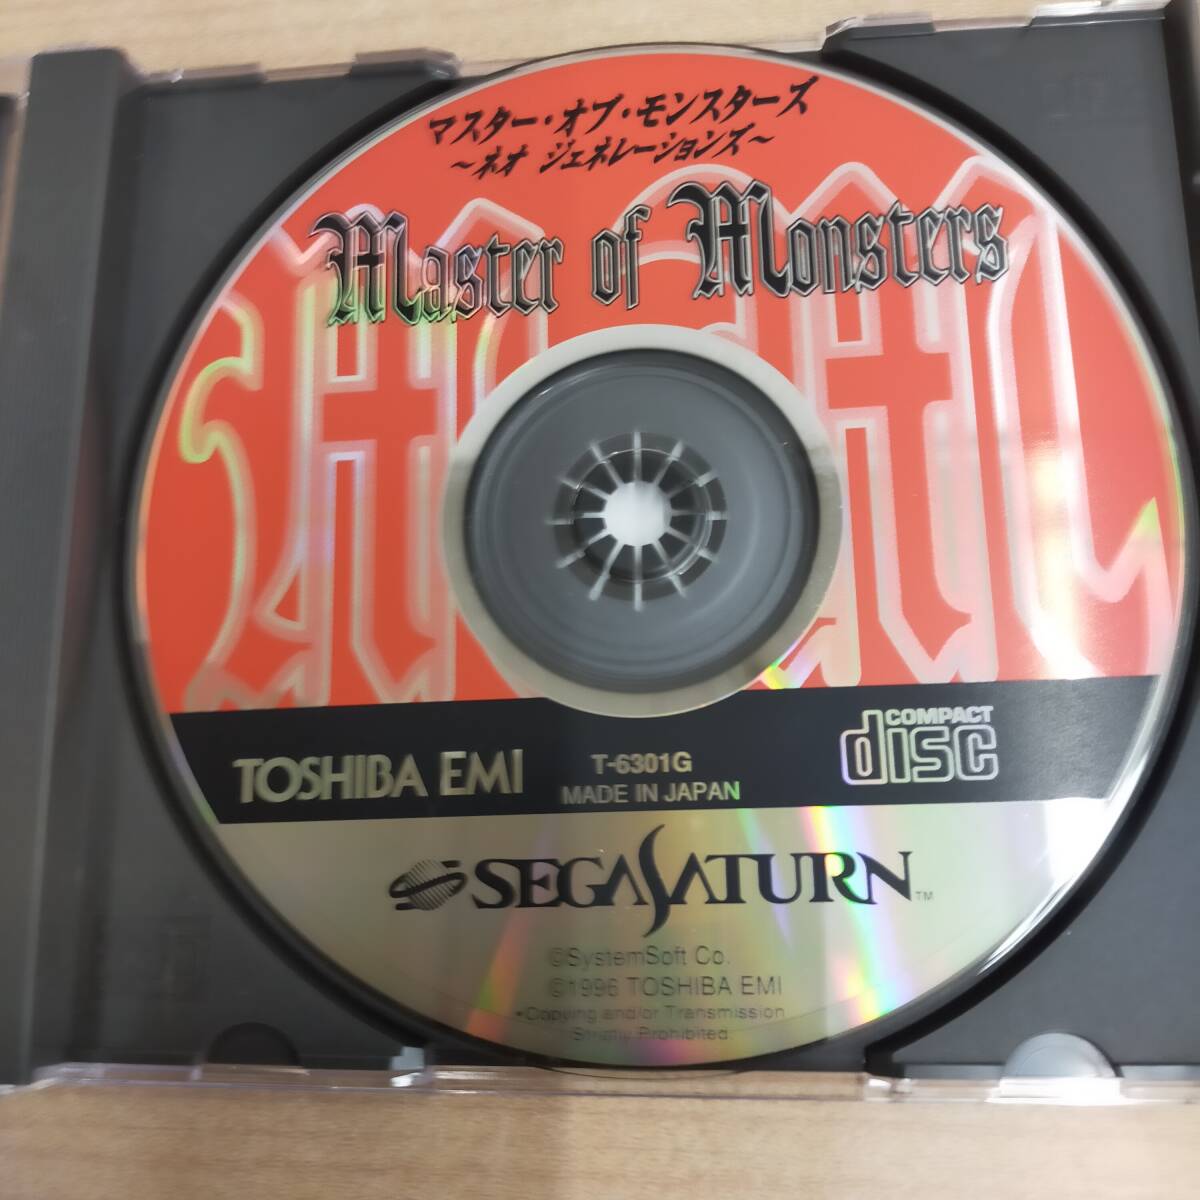 マスター・オブ・モンスターズ
～ネオ ジェネレーションズ～
Master of Monsters
TOSHIBA EMI
T-6301G
MADE IN JAPAN
COMPACT
disc
SEGA SATURN™
©SystemSoft Co.
©1996 TOSHIBA EMI
•Copying and/or Transmission
Strictly Prohibited.